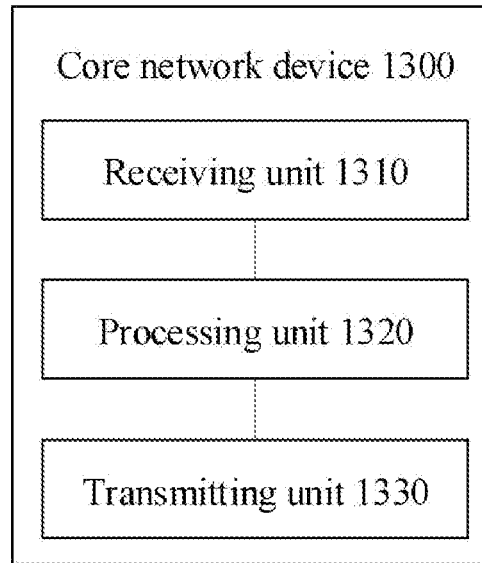 Core network device 1300
Receiving unit 1310
Processing unit 1320
Transmitting unit 1330